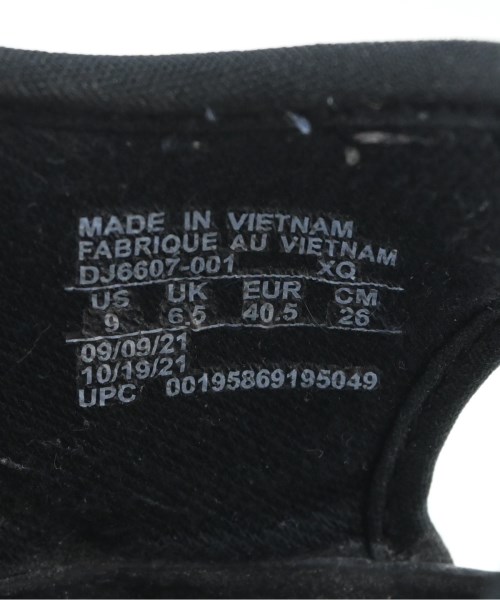 MADE IN VIETNAM
FABRIQUE AU VIETNAM
DJ6607-001 XQ
US UK EUR CM
9 6.5 40.5 26
09/09/21
10/19/21
UPC 00195869195049